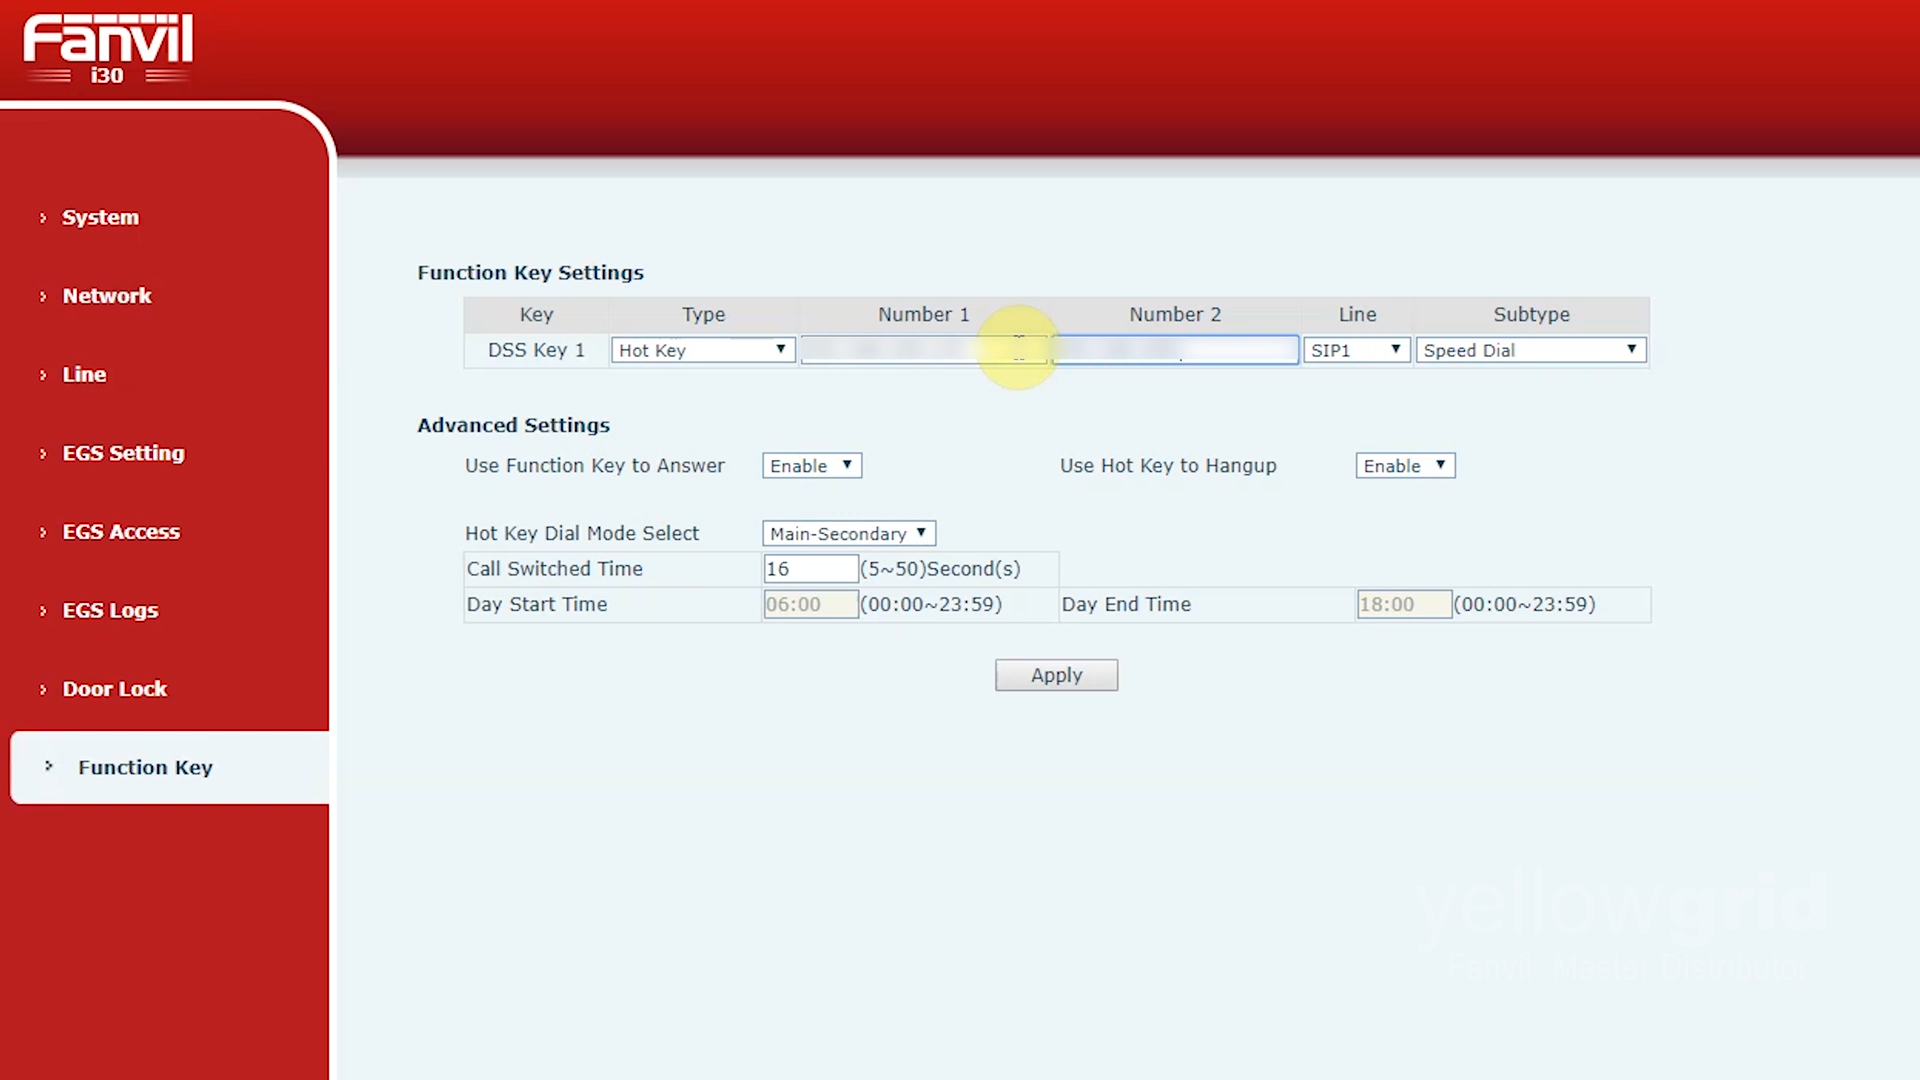 Fanvil
i30
System
Network
Line
EGS Setting
EGS Access
EGS Logs
Door Lock
Function Key
Function Key Settings
Key Type Number 1 Number 2 Line Subtype
DSS Key 1 Hot Key SIP1 Speed Dial
Advanced Settings
Use Function Key to Answer Enable Use Hot Key to Hangup Enable
Hot Key Dial Mode Select Main-Secondary
Call Switched Time 16 (5~50)Second(s)
Day Start Time 06:00 (00:00~23:59) Day End Time 18:00 (00:00~23:59)
Apply
yellowgrid
Fanvil Master Distributor